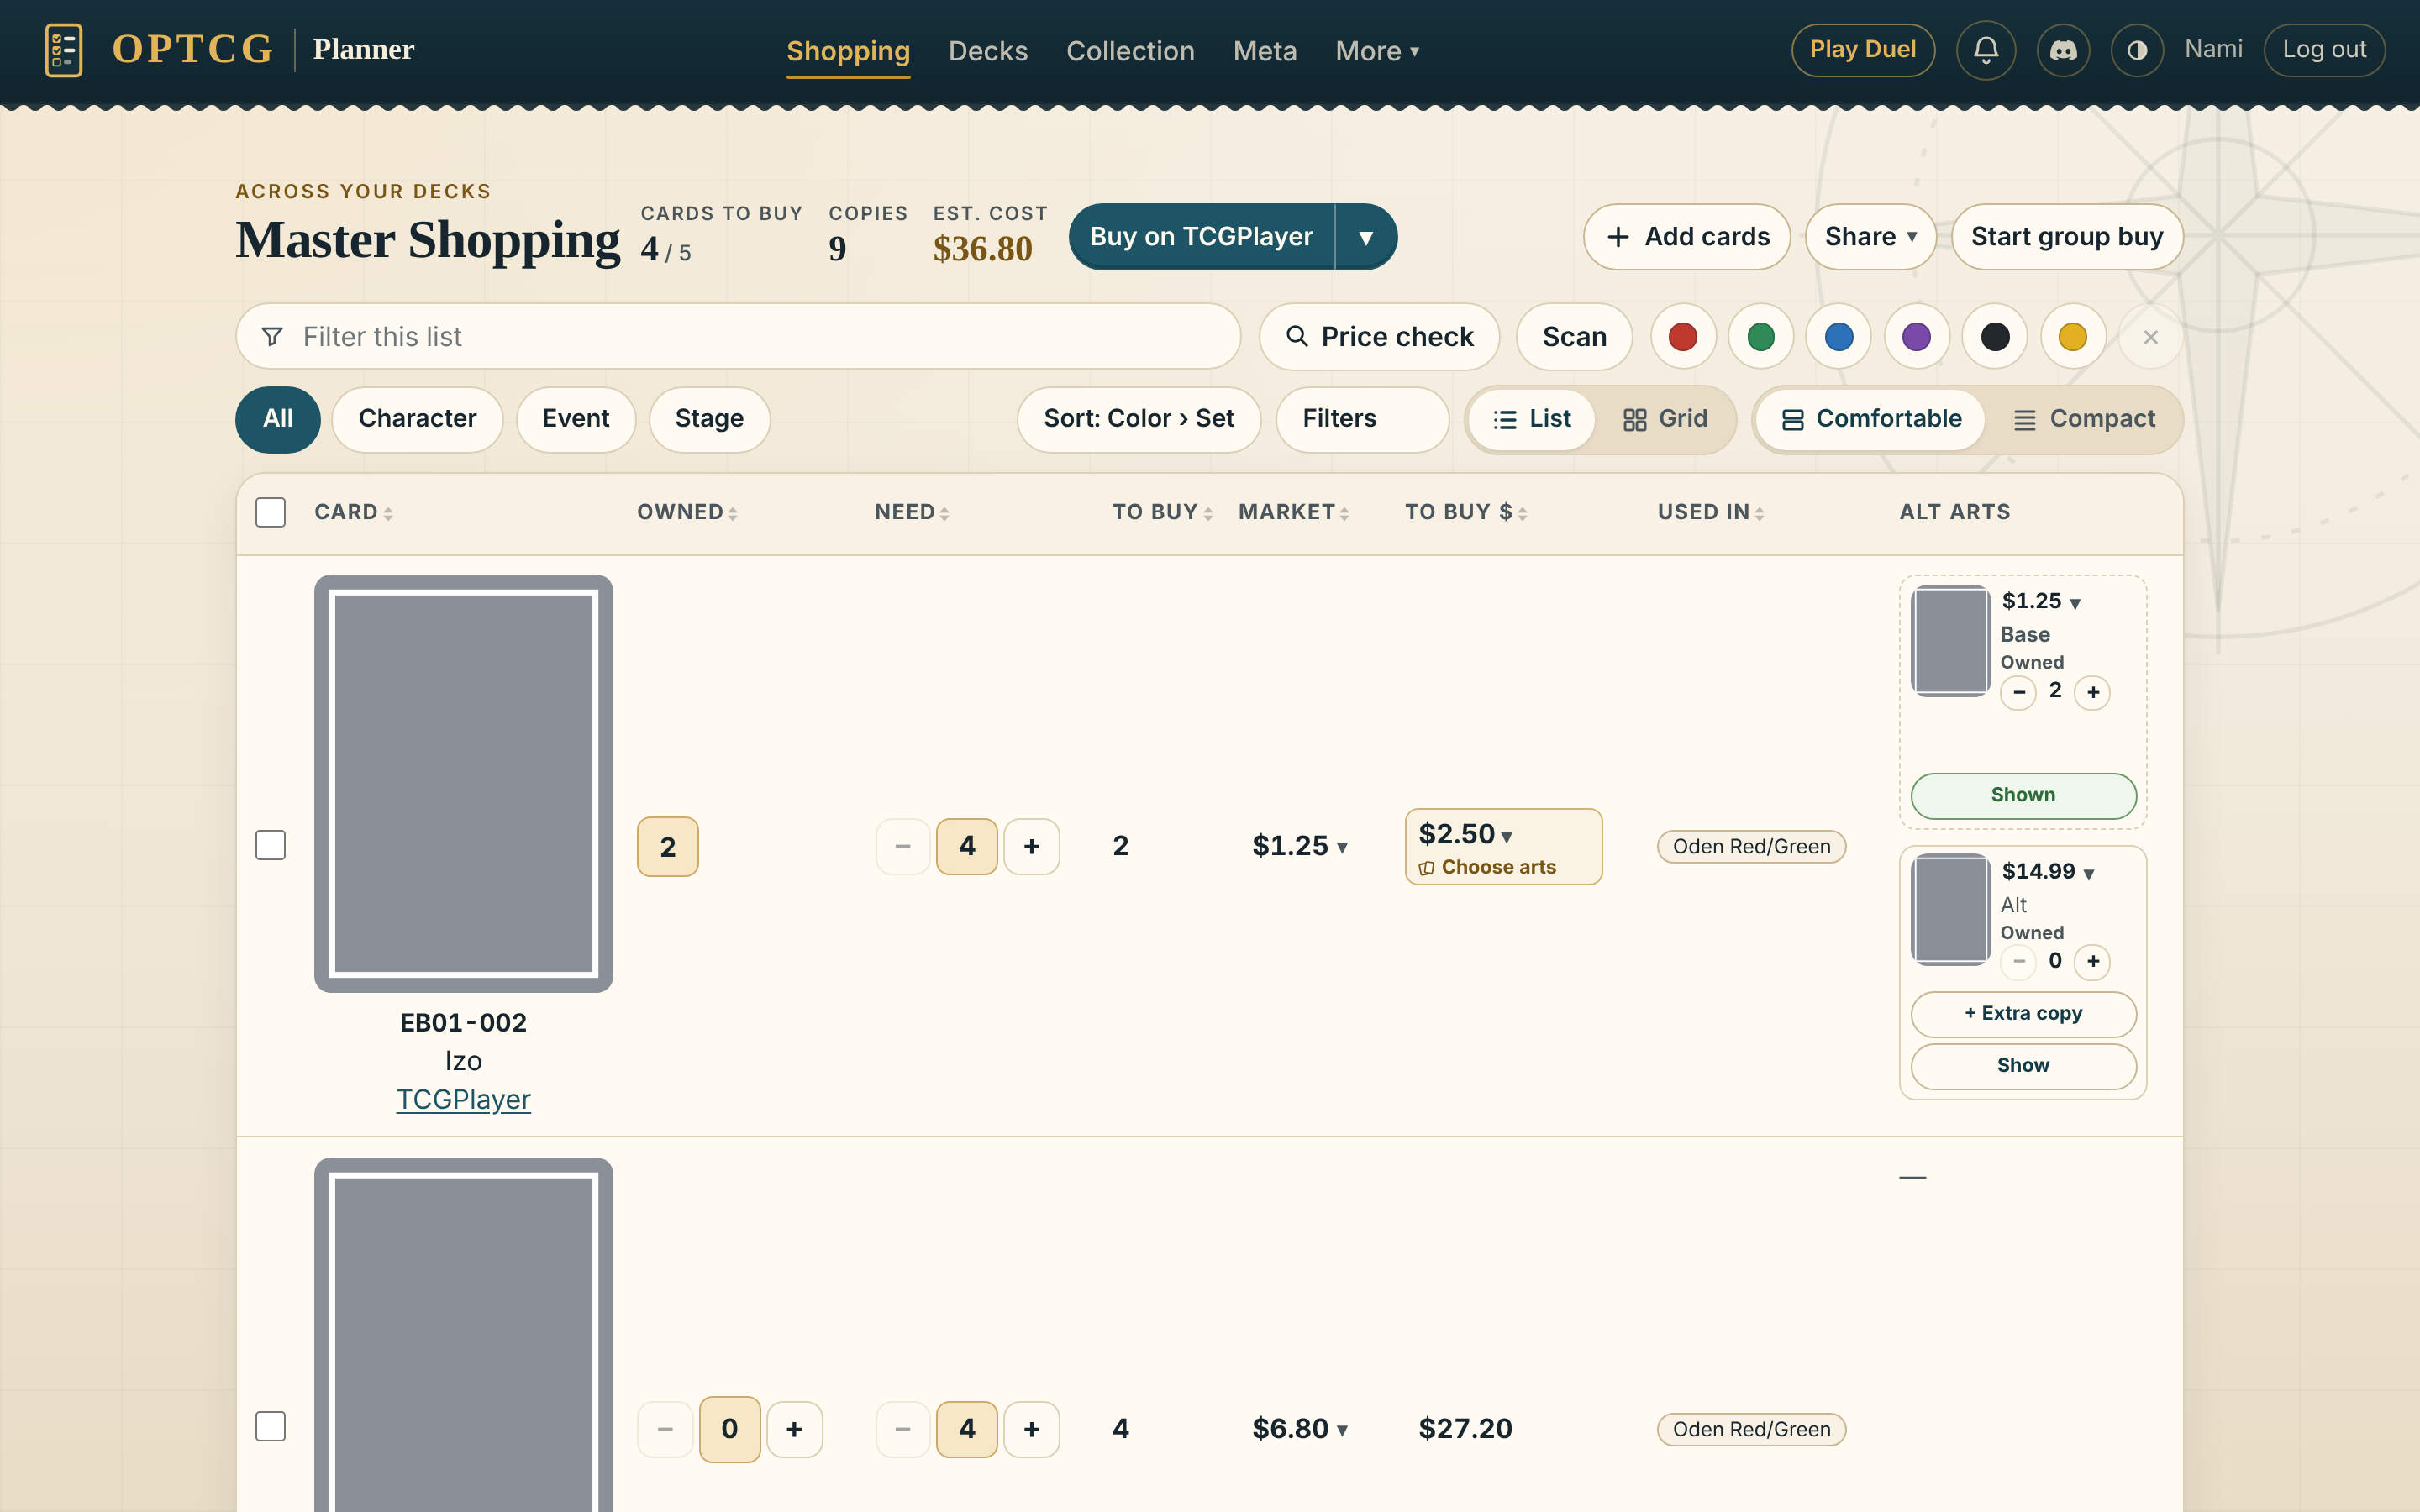 OPTCG Planner
Shopping Decks Collection Meta More ▾
Play Duel Nami Log out
ACROSS YOUR DECKS
Master Shopping
CARDS TO BUY COPIES EST. COST
4 / 5 9 $36.80
Buy on TCGPlayer ▼
+ Add cards Share ▾ Start group buy
Filter this list
Price check Scan ×
All Character Event Stage
Sort: Color › Set Filters List Grid Comfortable Compact
CARD OWNED NEED TO BUY MARKET TO BUY $ USED IN ALT ARTS
EB01-002
Izo
TCGPlayer
2
− 4 +
2
$1.25 ▾
$2.50 ▾
Choose arts
Oden Red/Green
$1.25 ▾
Base
Owned
− 2 +
Shown
$14.99 ▾
Alt
Owned
− 0 +
+ Extra copy
Show
− 0 + − 4 + 4 $6.80 ▾ $27.20 Oden Red/Green —